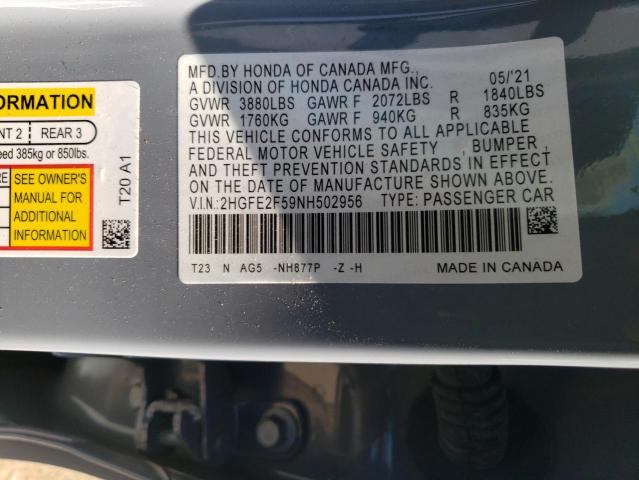 MFD.BY HONDA OF CANADA MFG., 05/'21
A DIVISION OF HONDA CANADA INC.
GVWR 3880LBS GAWR F 2072LBS R 1840LBS
GVWR 1760KG GAWR F 940KG R 835KG
THIS VEHICLE CONFORMS TO ALL APPLICABLE
FEDERAL MOTOR VEHICLE SAFETY , BUMPER ,
AND THEFT PREVENTION STANDARDS IN EFFECT
ON THE DATE OF MANUFACTURE SHOWN ABOVE.
V.I.N.:2HGFE2F59NH502956 TYPE: PASSENGER CAR
T23 N AG5 -NH877P -Z -H MADE IN CANADA
FORMATION
NT 2 REAR 3
eed 385kg or 850lbs.
RE SEE OWNER'S
MANUAL FOR
ADDITIONAL
INFORMATION
T20 A1